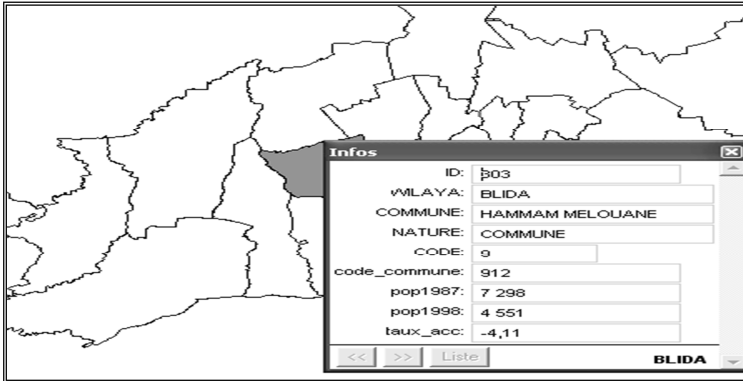 Infos
ID: 303
WILAYA: BLIDA
COMMUNE: HAMMAM MELOUANE
NATURE: COMMUNE
CODE: 9
code_commune: 912
pop1987: 7 298
pop1998: 4 551
taux_acc: -4,11
<< >> Liste BLIDA